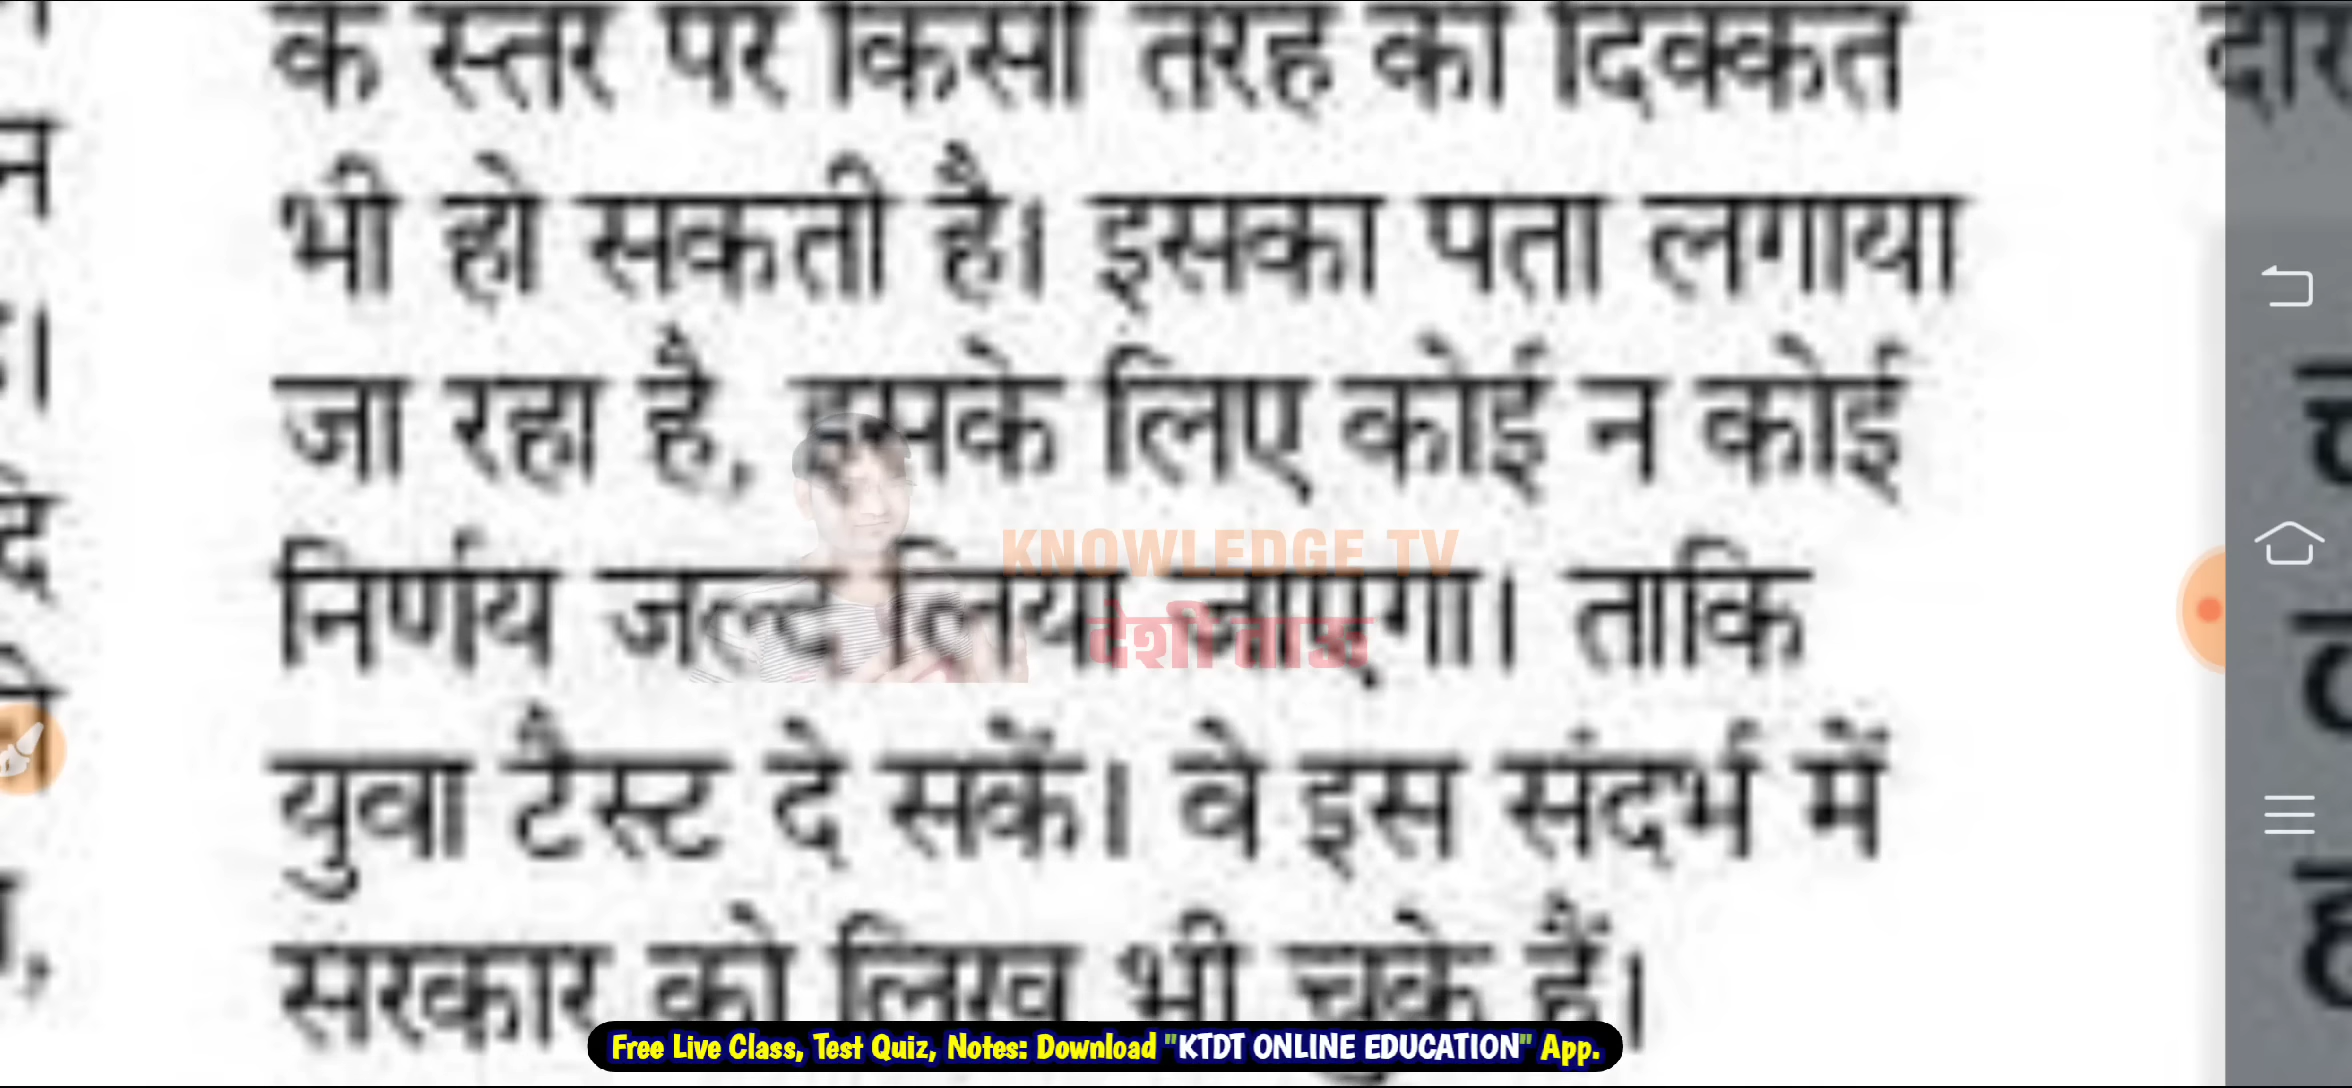 के स्तर पर किसी तरह की दिक्कत
भी हो सकती है। इसका पता लगाया
जा रहा है, इसके लिए कोई न कोई
निर्णय जल्द लिया जाएगा। ताकि
युवा टैस्ट दे सकें। वे इस संदर्भ में
सरकार को लिख भी चुके हैं।
KNOWLEDGE TV
देशी ताऊ
Free Live Class, Test Quiz, Notes: Download "KTDT ONLINE EDUCATION" App.